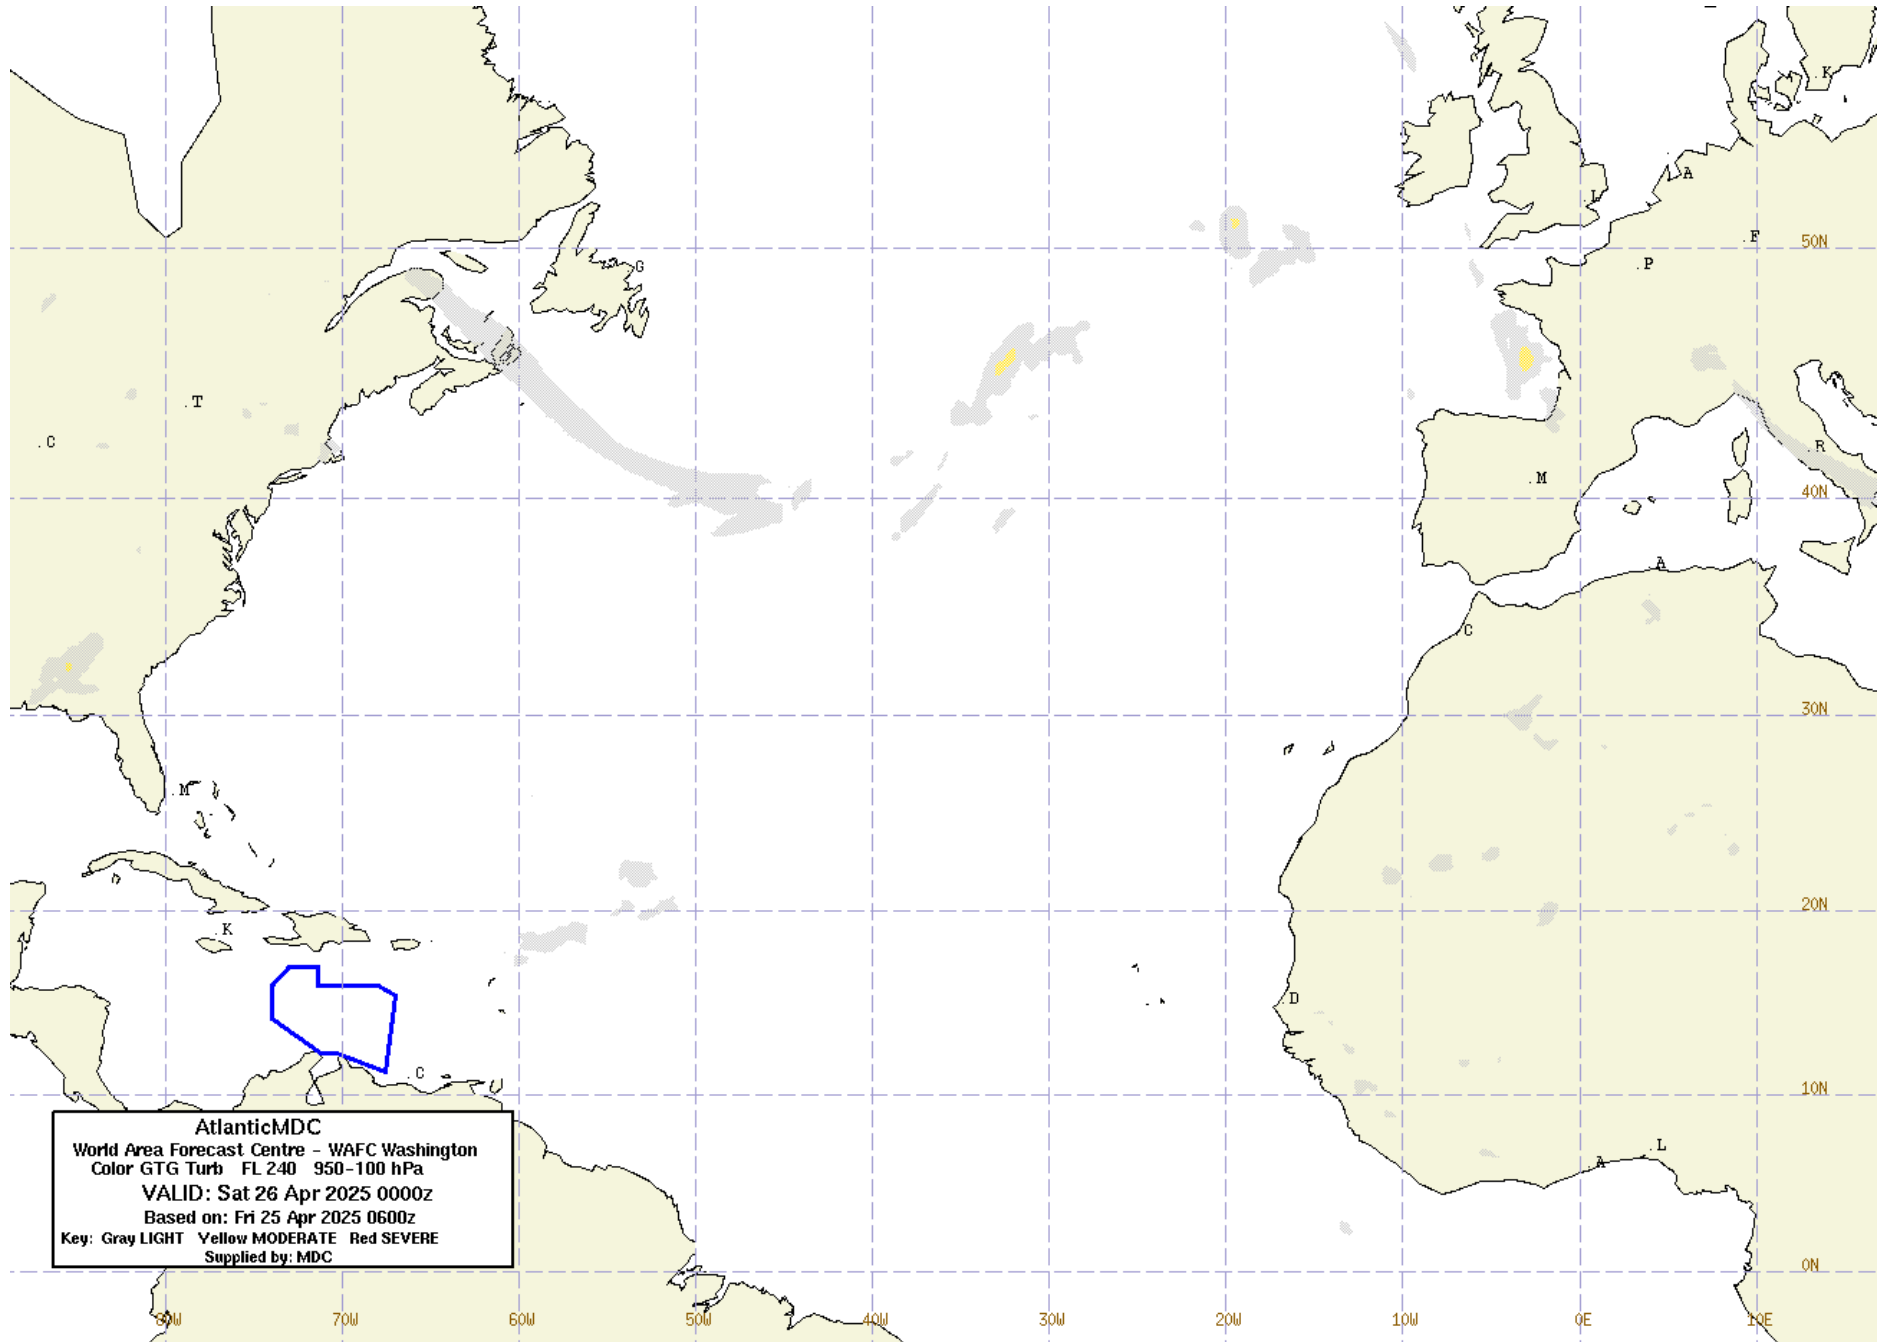 .K
.A
.L
.F
50N
.P
G
.T
.C
.R
.M
40N
.A
.C
30N
.M
20N
.K
.D
.C
10N
.L
.A
AtlanticMDC
World Area Forecast Centre - WAFC Washington
Color GTG Turb FL 240 950-100 hPa
VALID: Sat 26 Apr 2025 0000z
Based on: Fri 25 Apr 2025 0600z
Key: Gray LIGHT Yellow MODERATE Red SEVERE
Supplied by: MDC
0N
80W 70W 60W 50W 40W 30W 20W 10W 0E 10E